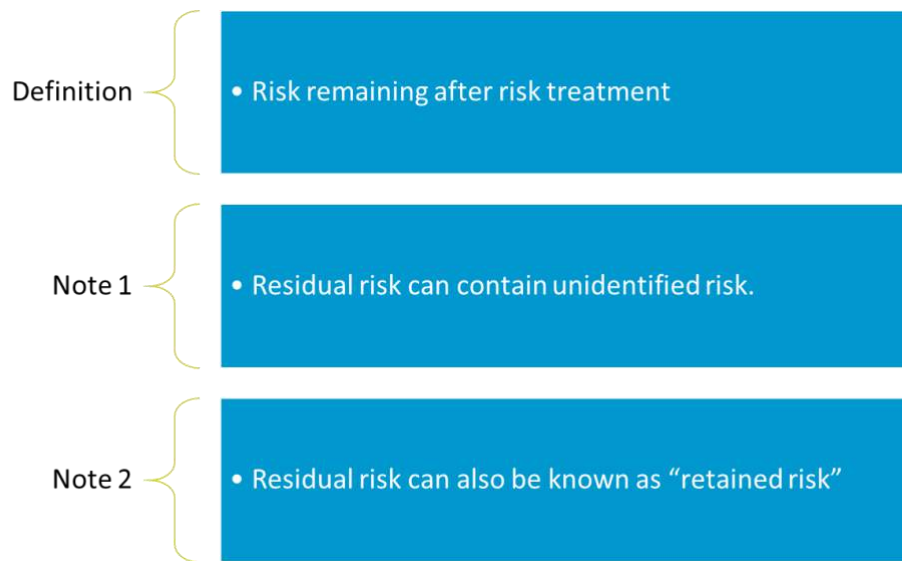 Definition
• Risk remaining after risk treatment
Note 1
• Residual risk can contain unidentified risk.
Note 2
• Residual risk can also be known as “retained risk”